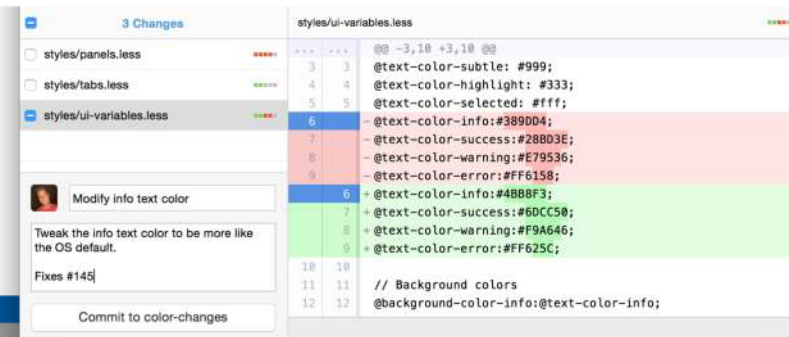 3 Changes
styles/panels.less
styles/tabs.less
styles/ui-variables.less
Modify info text color
Tweak the info text color to be more like
the OS default.
Fixes #145
Commit to color-changes
styles/ui-variables.less
... ... @@ -3,10 +3,10 @@
3 3 @text-color-subtle: #999;
4 4 @text-color-highlight: #333;
5 5 @text-color-selected: #fff;
6 - @text-color-info:#389DD4;
7 - @text-color-success:#28BD3E;
8 - @text-color-warning:#E79536;
9 - @text-color-error:#FF6158;
6 + @text-color-info:#4BB8F3;
7 + @text-color-success:#6DCC50;
8 + @text-color-warning:#F9A646;
9 + @text-color-error:#FF625C;
10 10
11 11 // Background colors
12 12 @background-color-info:@text-color-info;